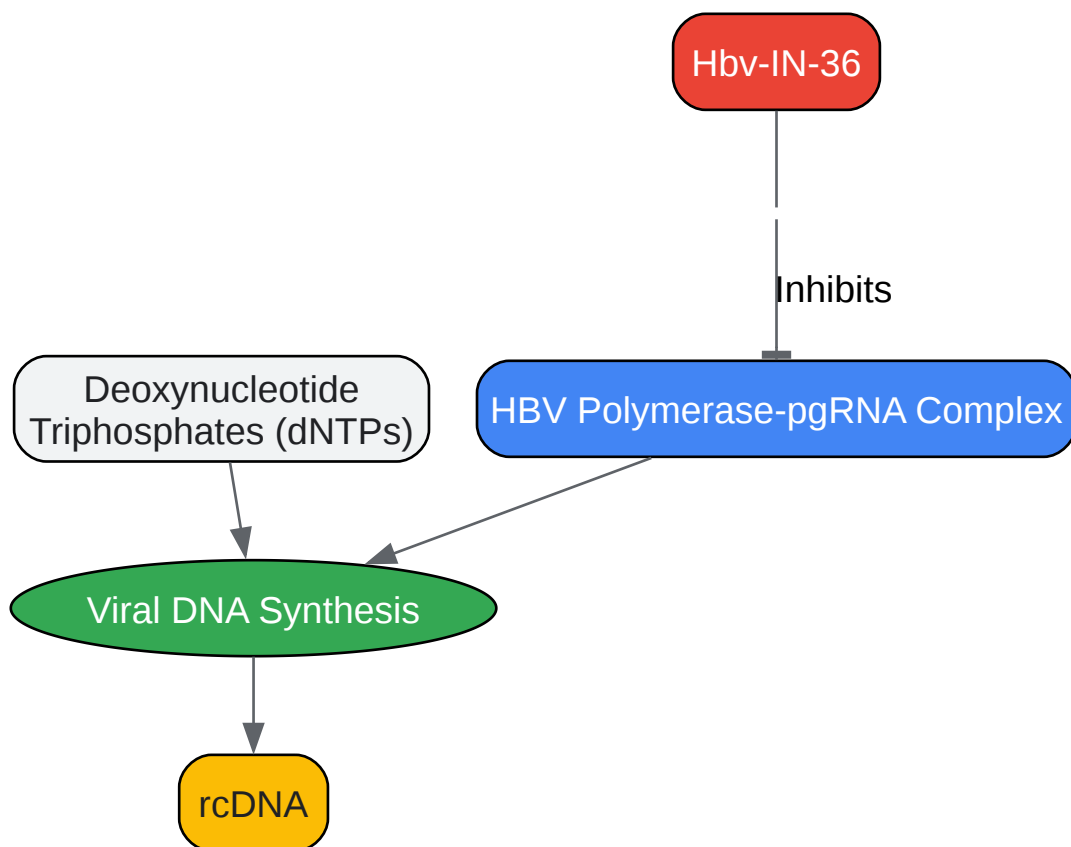 Hbv-IN-36
Inhibits
Deoxynucleotide
Triphosphates (dNTPs)
HBV Polymerase-pgRNA Complex
Viral DNA Synthesis
rcDNA